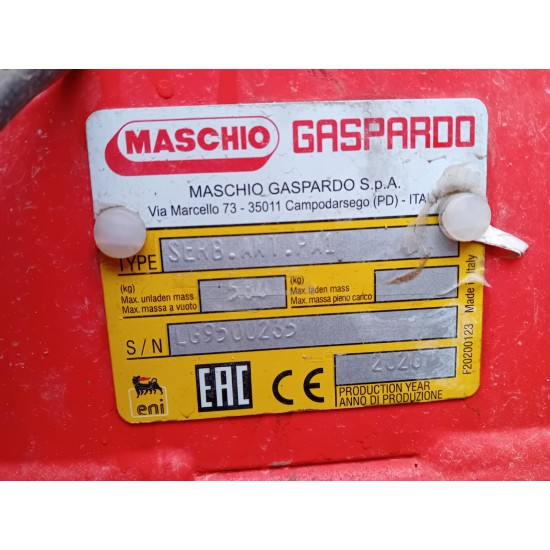 MASCHIO GASPARDO
MASCHIO GASPARDO S.p.A.
Via Marcello 73 - 35011 Campodarsego (PD) - ITALY
TYPE
(kg)
Max. unladen mass
Max. massa a vuoto
(kg)
Max. laden mass
Max. massa pieno carico
S/N LG9500265
EAC CE
PRODUCTION YEAR
ANNO DI PRODUZIONE
eni
F20200123 Made in Italy